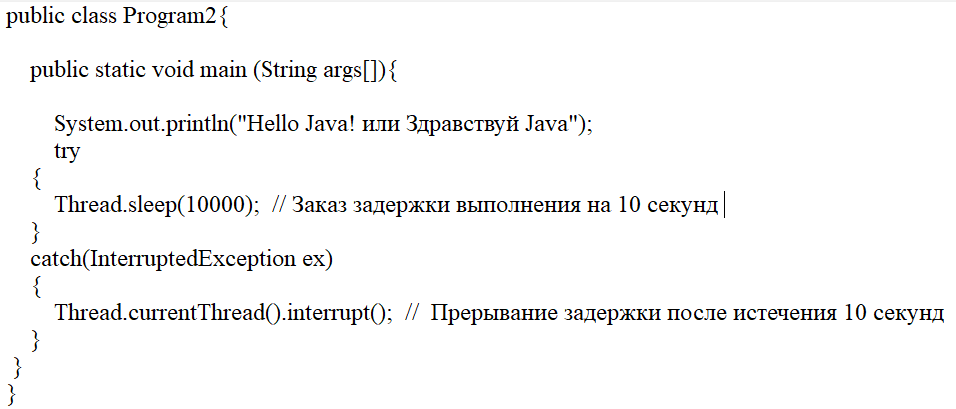 public class Program2{
public static void main (String args[]){
System.out.println("Hello Java! или Здравствуй Java");
try
{
Thread.sleep(10000); // Заказ задержки выполнения на 10 секунд
}
catch(InterruptedException ex)
{
Thread.currentThread().interrupt(); // Прерывание задержки после истечения 10 секунд
}
}
}